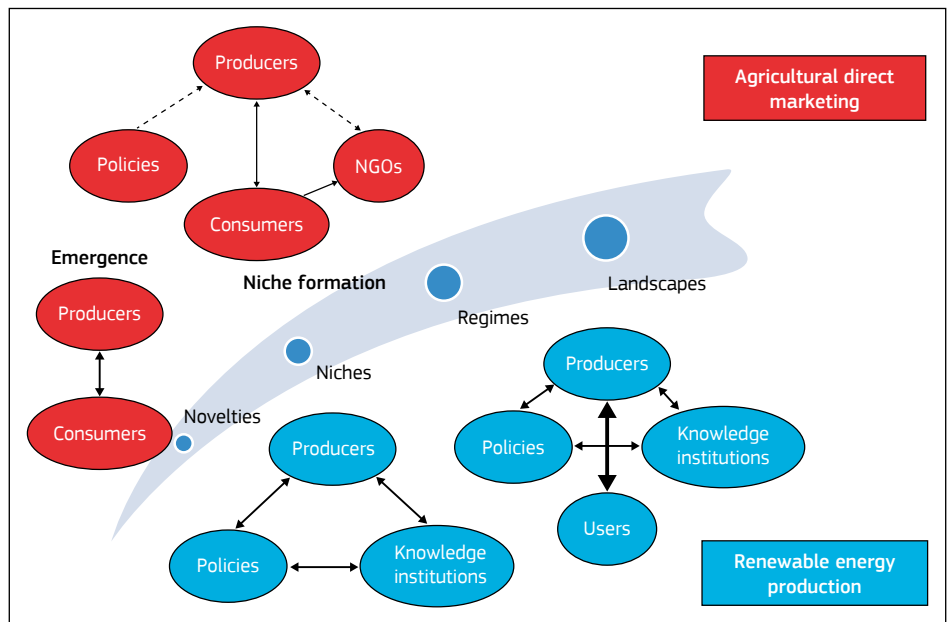 Producers
Agricultural direct
marketing
Policies
NGOs
Consumers
Emergence
Niche formation
Landscapes
Producers
Regimes
Niches
Producers
Novelties
Consumers
Producers
Policies
Knowledge
institutions
Users
Policies
Knowledge
institutions
Renewable energy
production